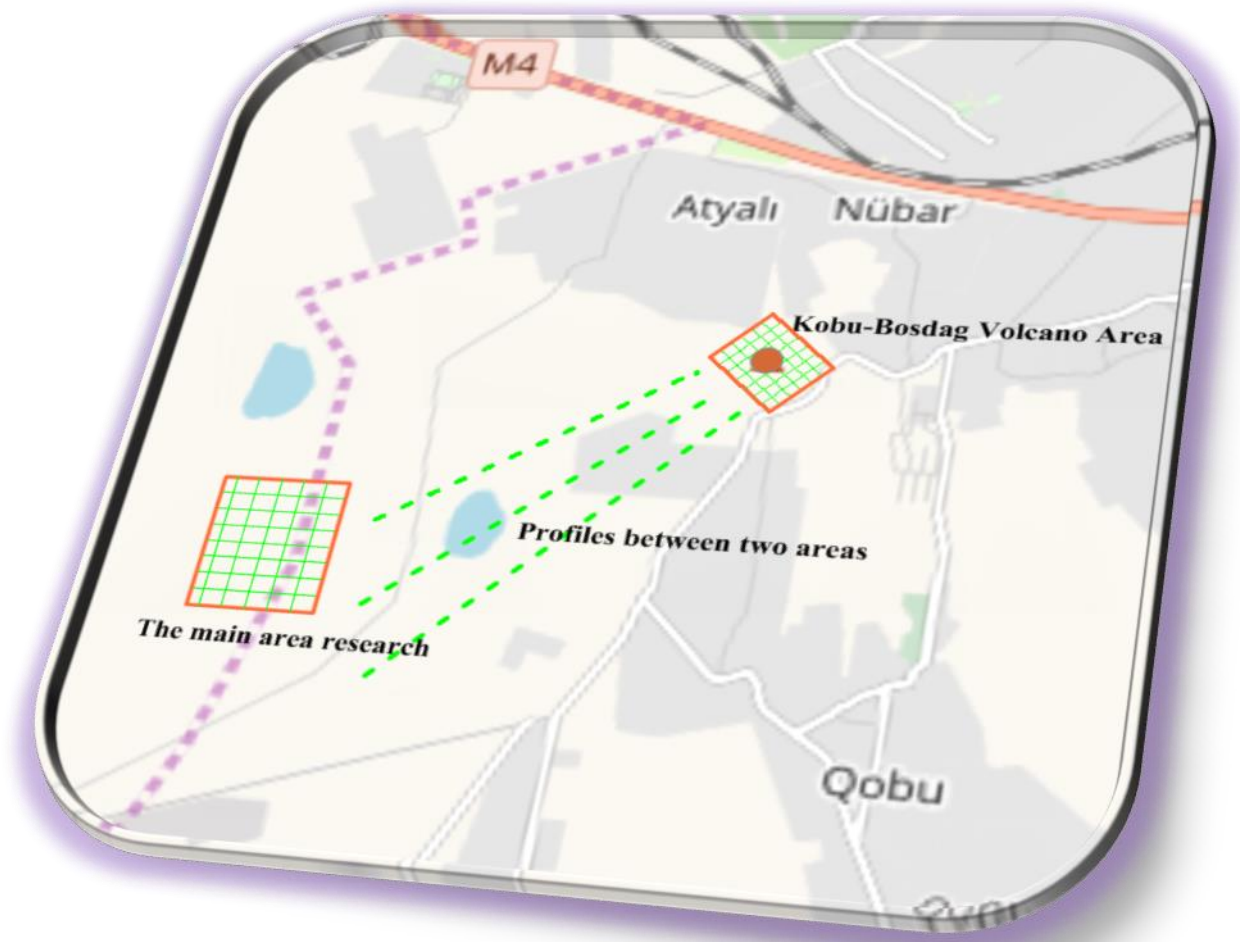 M4
Atyalı Nübar
Kobu-Bosdag Volcano Area
Profiles between two areas
The main area research
Qobu